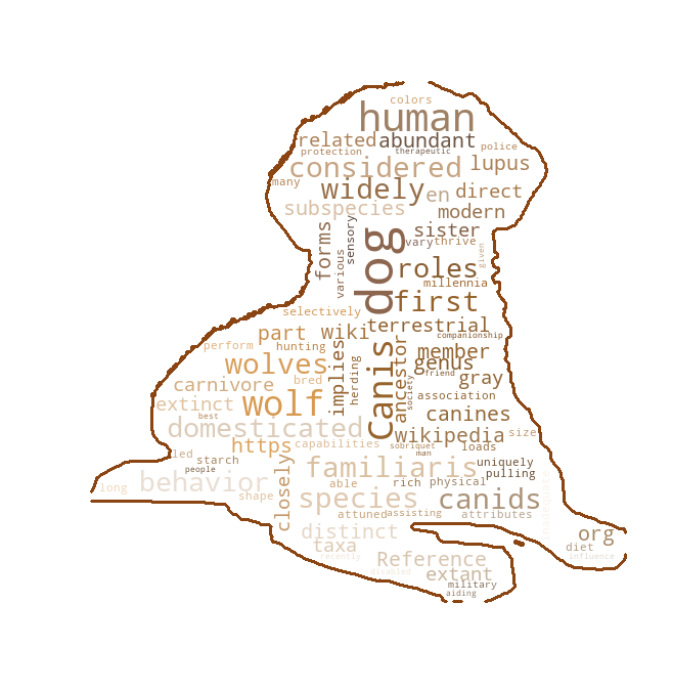 colors
human
related abundant police
protection therapeutic
considered lupus
many widely en direct
subspecies modern
forms sensory dog sister
vary thrive
various roles given
millennia
selectively first
part wiki terrestrial
companionship
perform hunting implies Canis ancestor member
wolves genus
herding friend gray
carnivore bred society
association
extinct wolf canines
best
domesticated wikipedia size
https capabilities sobriquet loads
led starch man
people familiaris uniquely
behavior able rich physical pulling
long shape closely species canids
attuned assisting attributes
distinct org
taxa diet
recently Reference influence
disabled extant
military
aiding